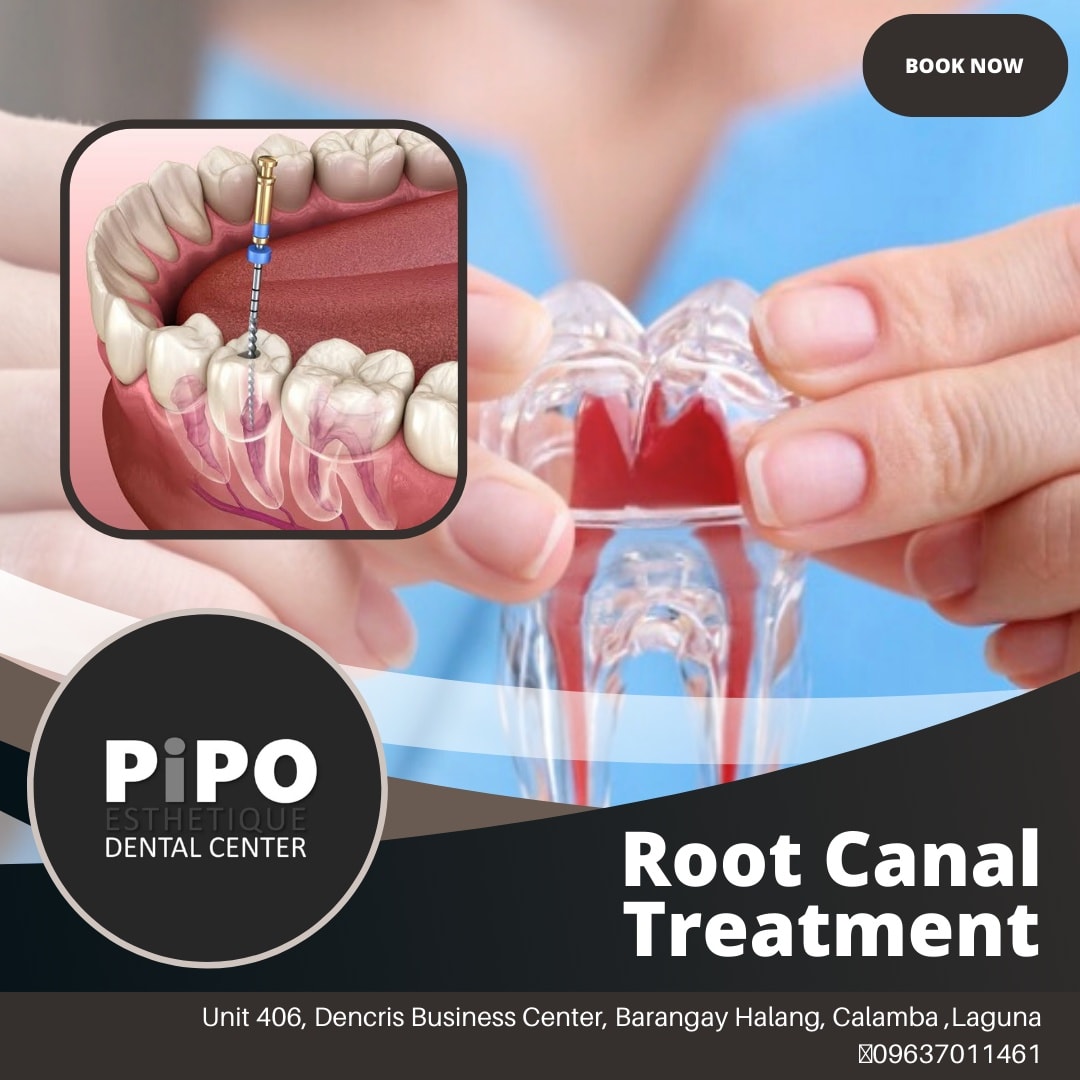 BOOK NOW
PiPO
ESTHETIQUE
DENTAL CENTER
Root Canal
Treatment
Unit 406, Dencris Business Center, Barangay Halang, Calamba ,Laguna
09637011461